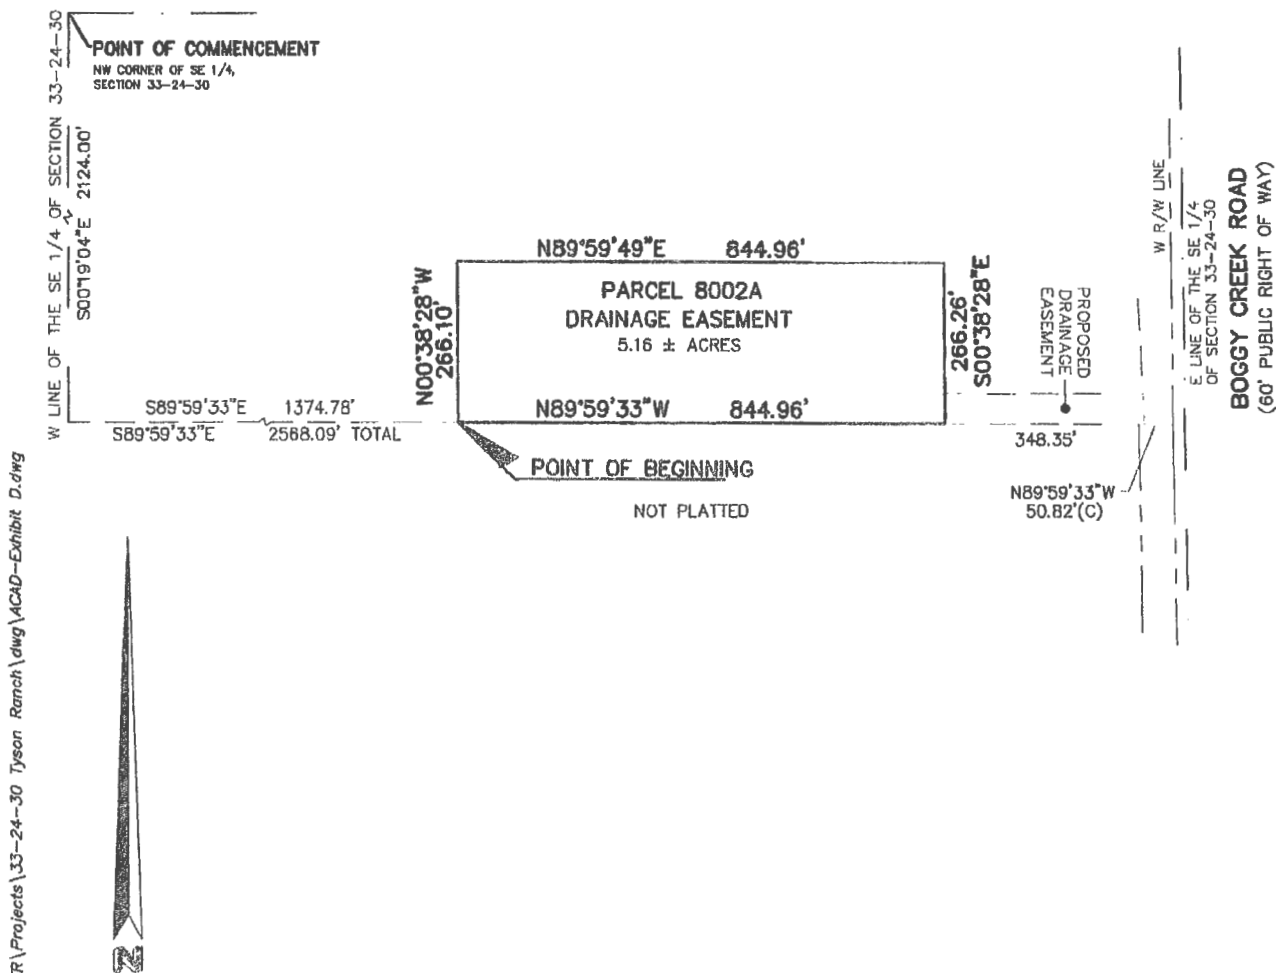 POINT OF COMMENCEMENT
NW CORNER OF SE 1/4,
SECTION 33-24-30
W LINE OF THE SE 1/4 OF SECTION 33-24-30
S00°19'04"E 2124.00'
N89°59'49"E 844.96'
PARCEL 8002A
DRAINAGE EASEMENT
5.16 ± ACRES
N00°38'28"W
266.10'
266.26'
S00°38'28"E
N89°59'33"W 844.96'
S89°59'33"E 1374.78'
S89°59'33"E 2568.09' TOTAL
POINT OF BEGINNING
NOT PLATTED
PROPOSED
DRAINAGE
EASEMENT
348.35'
N89°59'33"W
50.82'(C)
W R/W LINE
E LINE OF THE SE 1/4
OF SECTION 33-24-30
BOGGY CREEK ROAD
(60' PUBLIC RIGHT OF WAY)
R\Projects\33-24-30 Tyson Ranch\dwg\ACAD-Exhibit D.dwg
N